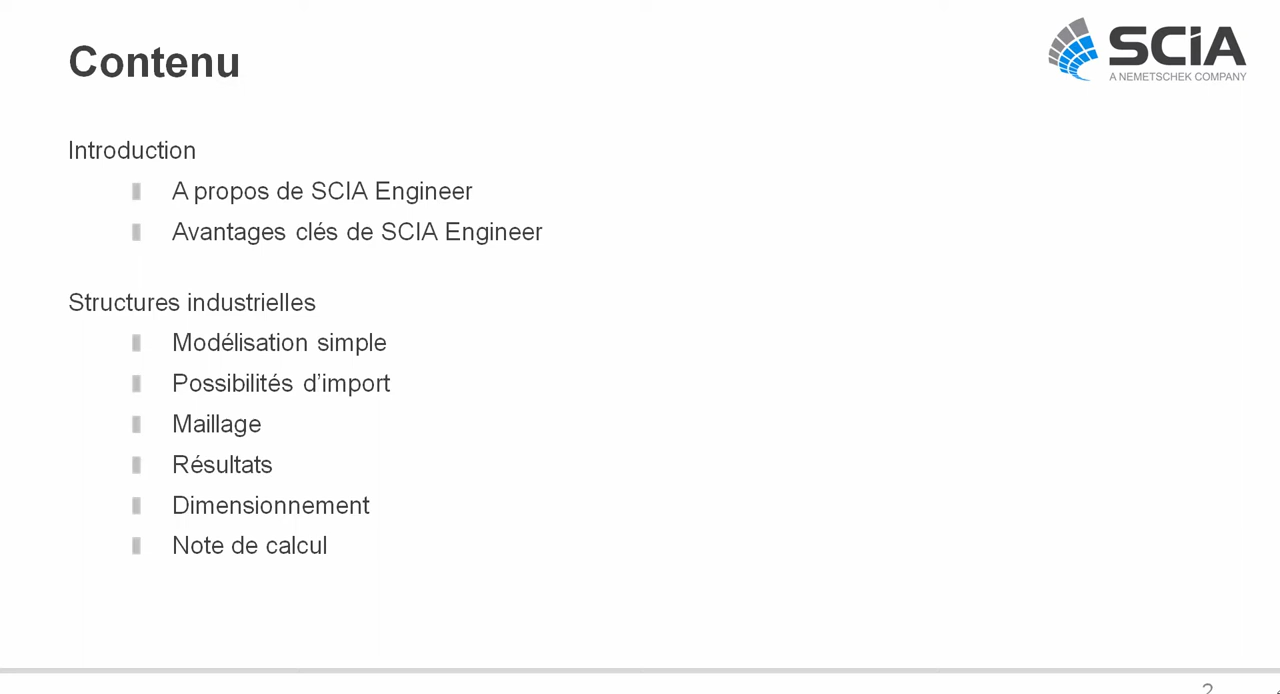 Contenu
SCiA
A NEMETSCHEK COMPANY
Introduction
A propos de SCIA Engineer
Avantages clés de SCIA Engineer
Structures industrielles
Modélisation simple
Possibilités d’import
Maillage
Résultats
Dimensionnement
Note de calcul
2